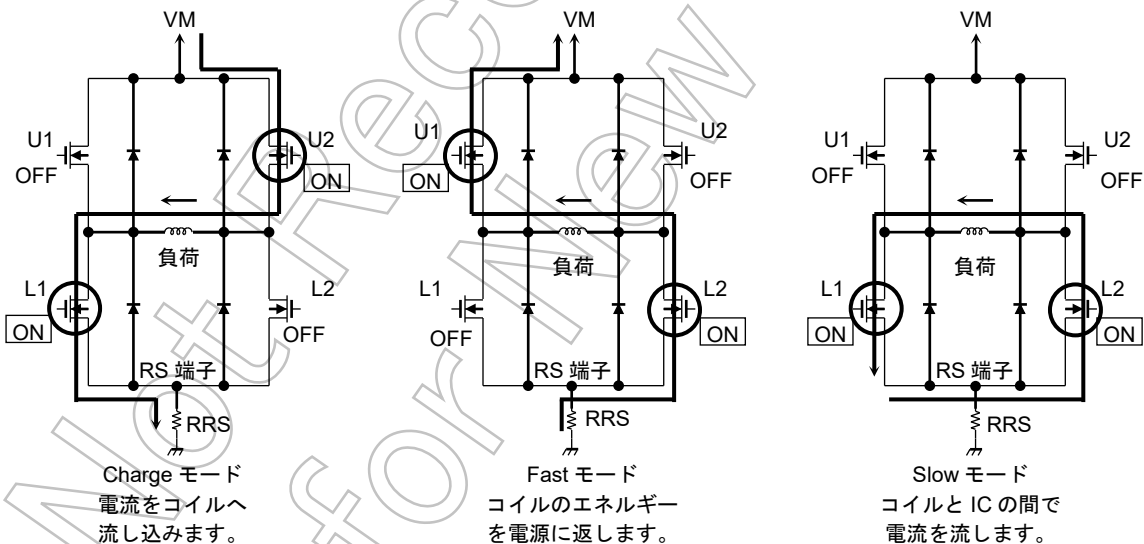 VM
U1
OFF
U2
ON
負荷
L1
ON
L2
OFF
RS 端子
RRS
Charge モード
電流をコイルへ
流し込みます。
VM
U1
ON
U2
OFF
負荷
L1
OFF
L2
ON
RS 端子
RRS
Fast モード
コイルのエネルギー
を電源に返します。
VM
U1
OFF
U2
OFF
負荷
L1
ON
L2
ON
RS 端子
RRS
Slow モード
コイルと IC の間で
電流を流します。
Not Reco
for New